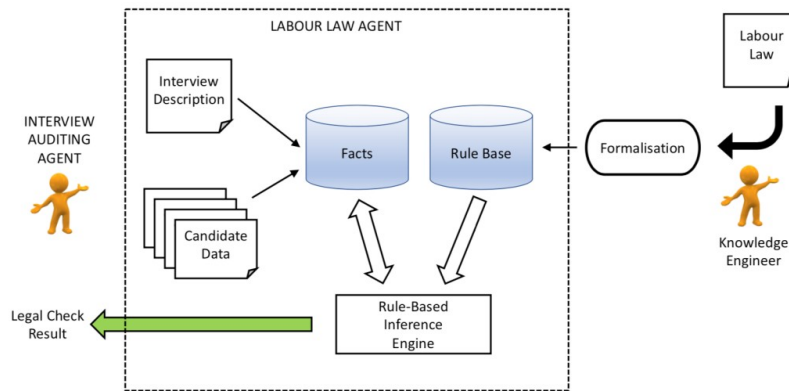 LABOUR LAW AGENT
Labour
Law
Interview
Description
INTERVIEW
AUDITING
AGENT
Facts
Rule Base
Formalisation
Candidate
Data
Knowledge
Engineer
Legal Check
Result
Rule-Based
Inference
Engine